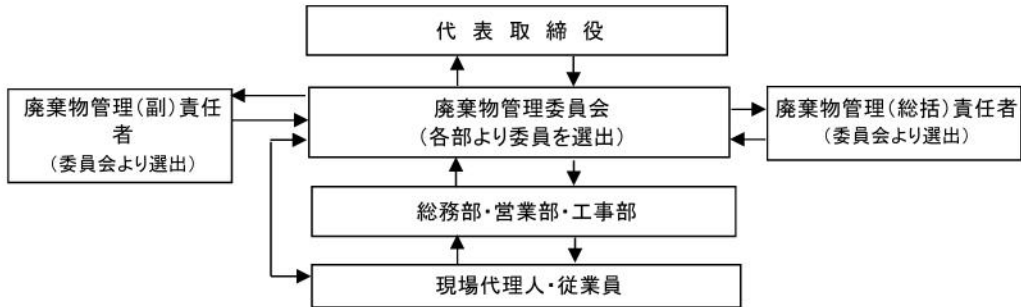 代 表 取 締 役
廃棄物管理(副)責任
者
(委員会より選出)
廃棄物管理委員会
(各部より委員を選出)
廃棄物管理(総括)責任者
(委員会より選出)
総務部・営業部・工事部
現場代理人・従業員